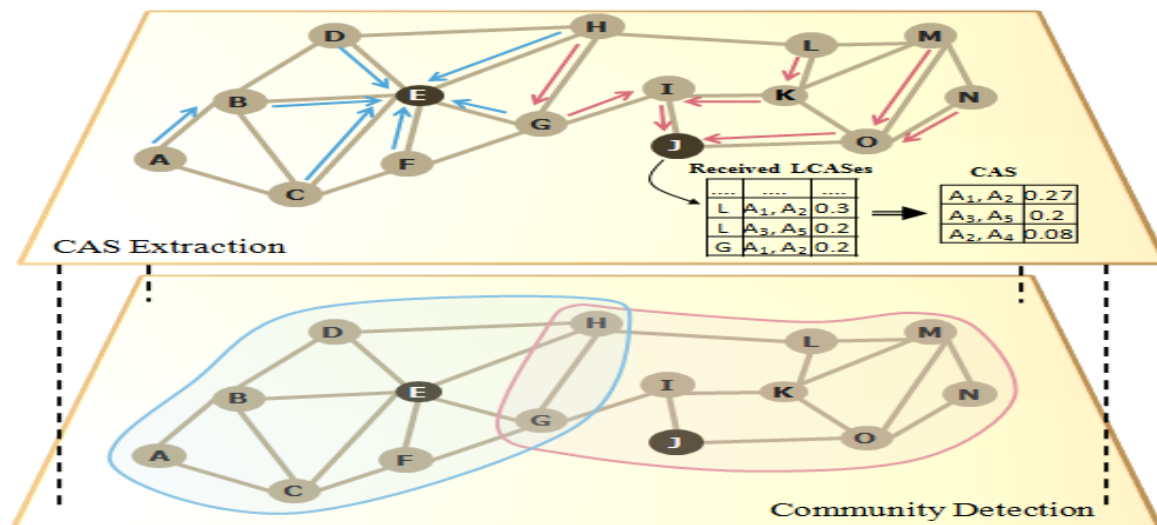 D
H
L
M
B
E
I
K
N
G
A
F
J
O
C
Received LCASes
.... .... ....
L A₁, A₂ 0.3
L A₃, A₅ 0.2
G A₁, A₂ 0.2
CAS
A₁, A₂ 0.27
A₃, A₅ 0.2
A₂, A₄ 0.08
CAS Extraction
D
H
L
M
B
E
I
K
N
G
A
F
J
O
C
Community Detection